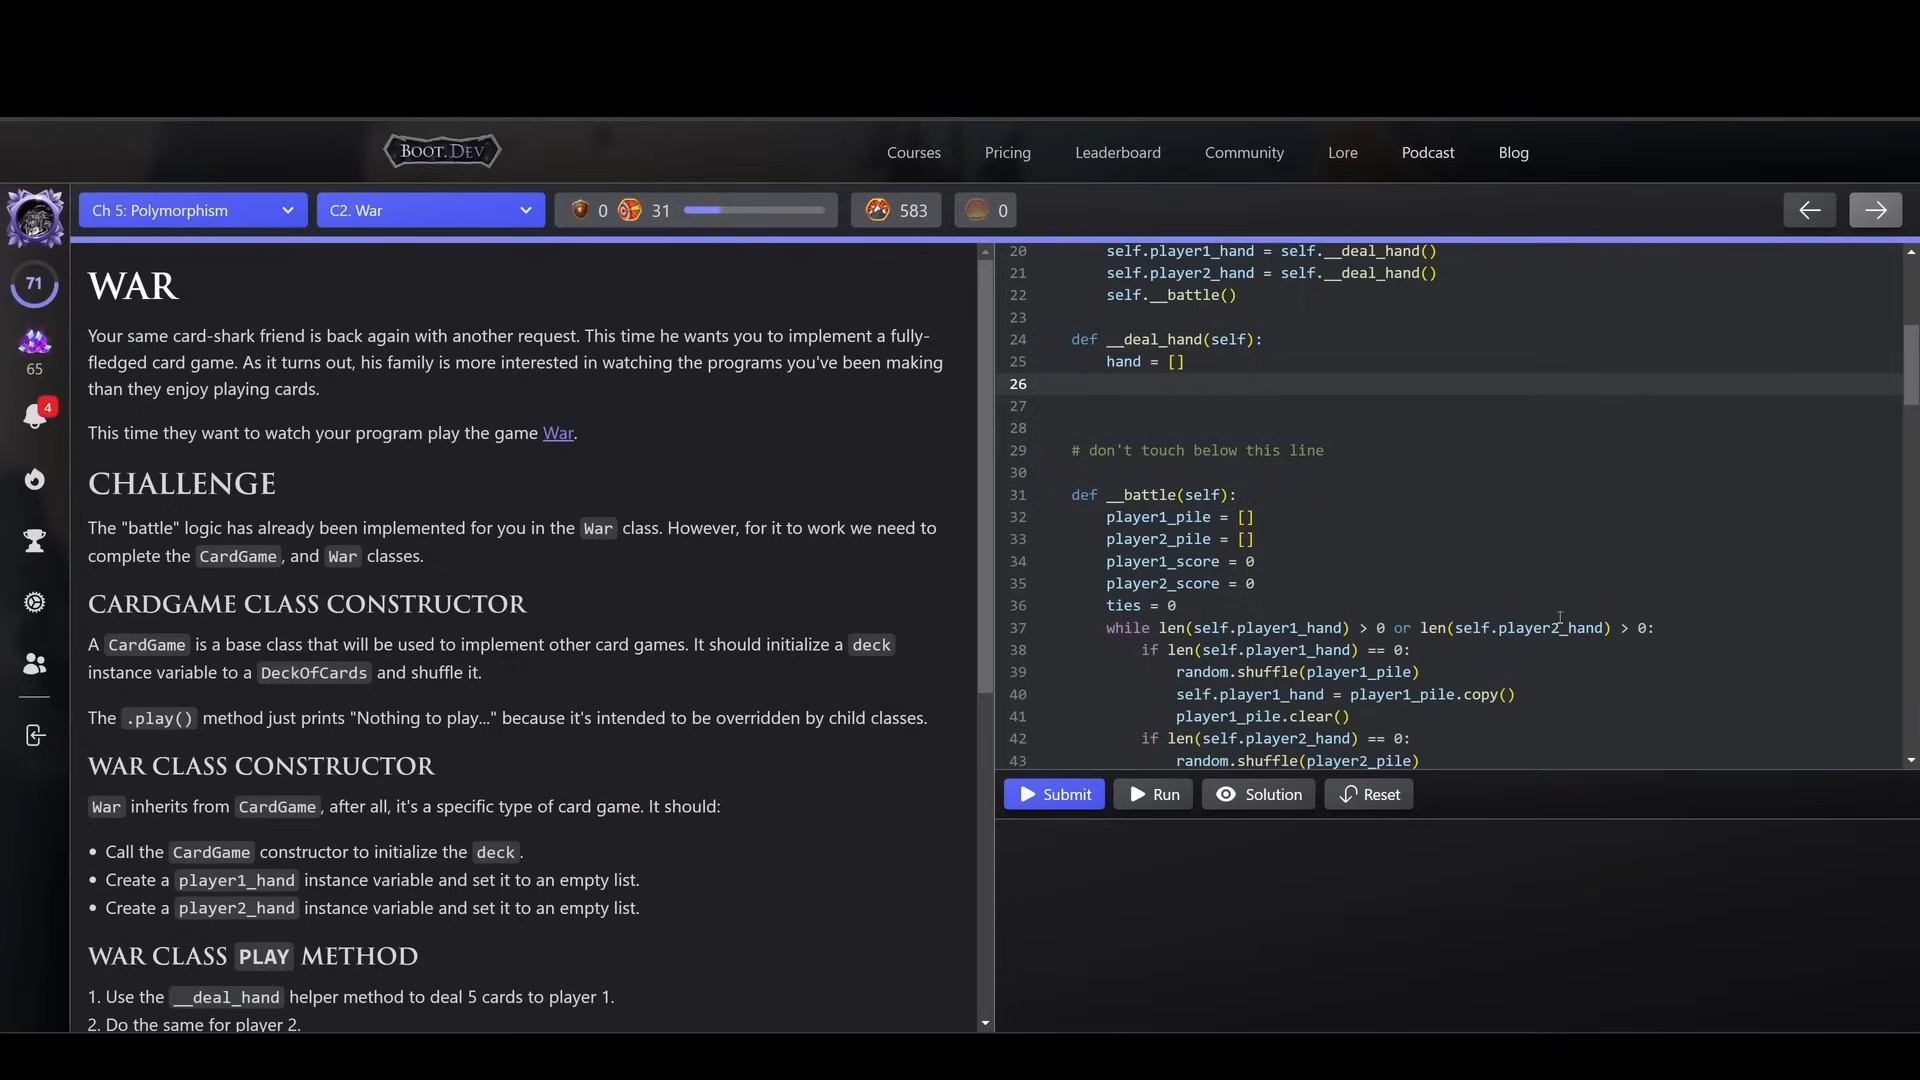 BOOT.DEV
Courses
Pricing
Leaderboard
Community
Lore
Podcast
Blog
Ch 5: Polymorphism
C2. War
0
31
583
0
71
65
4
WAR
Your same card-shark friend is back again with another request. This time he wants you to implement a fully-
fledged card game. As it turns out, his family is more interested in watching the programs you've been making
than they enjoy playing cards.
This time they want to watch your program play the game War.
CHALLENGE
The "battle" logic has already been implemented for you in the War class. However, for it to work we need to
complete the CardGame, and War classes.
CARDGAME CLASS CONSTRUCTOR
A CardGame is a base class that will be used to implement other card games. It should initialize a deck
instance variable to a DeckOfCards and shuffle it.
The .play() method just prints "Nothing to play..." because it's intended to be overridden by child classes.
WAR CLASS CONSTRUCTOR
War inherits from CardGame, after all, it's a specific type of card game. It should:
• Call the CardGame constructor to initialize the deck.
• Create a player1_hand instance variable and set it to an empty list.
• Create a player2_hand instance variable and set it to an empty list.
WAR CLASS PLAY METHOD
1. Use the __deal_hand helper method to deal 5 cards to player 1.
2. Do the same for player 2.
20 self.player1_hand = self.__deal_hand()
21 self.player2_hand = self.__deal_hand()
22 self.__battle()
23
24 def __deal_hand(self):
25 hand = []
26
27
28
29 # don't touch below this line
30
31 def __battle(self):
32 player1_pile = []
33 player2_pile = []
34 player1_score = 0
35 player2_score = 0
36 ties = 0
37 while len(self.player1_hand) > 0 or len(self.player2_hand) > 0:
38 if len(self.player1_hand) == 0:
39 random.shuffle(player1_pile)
40 self.player1_hand = player1_pile.copy()
41 player1_pile.clear()
42 if len(self.player2_hand) == 0:
43 random.shuffle(player2_pile)
Submit
Run
Solution
Reset